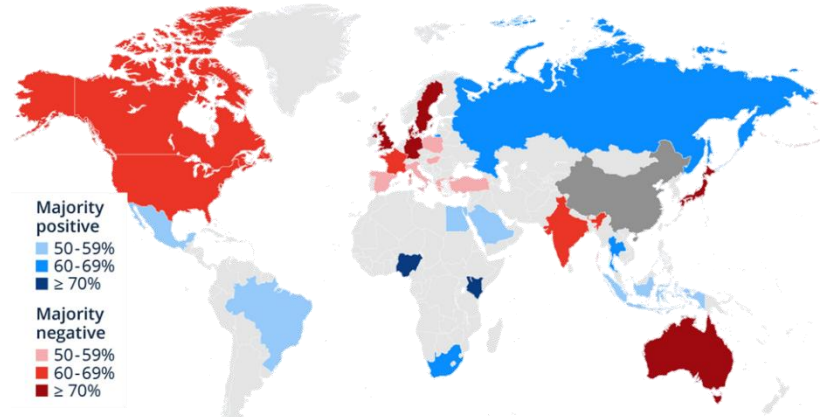 Majority
positive
50-59%
60-69%
≥ 70%
Majority
negative
50-59%
60-69%
≥ 70%